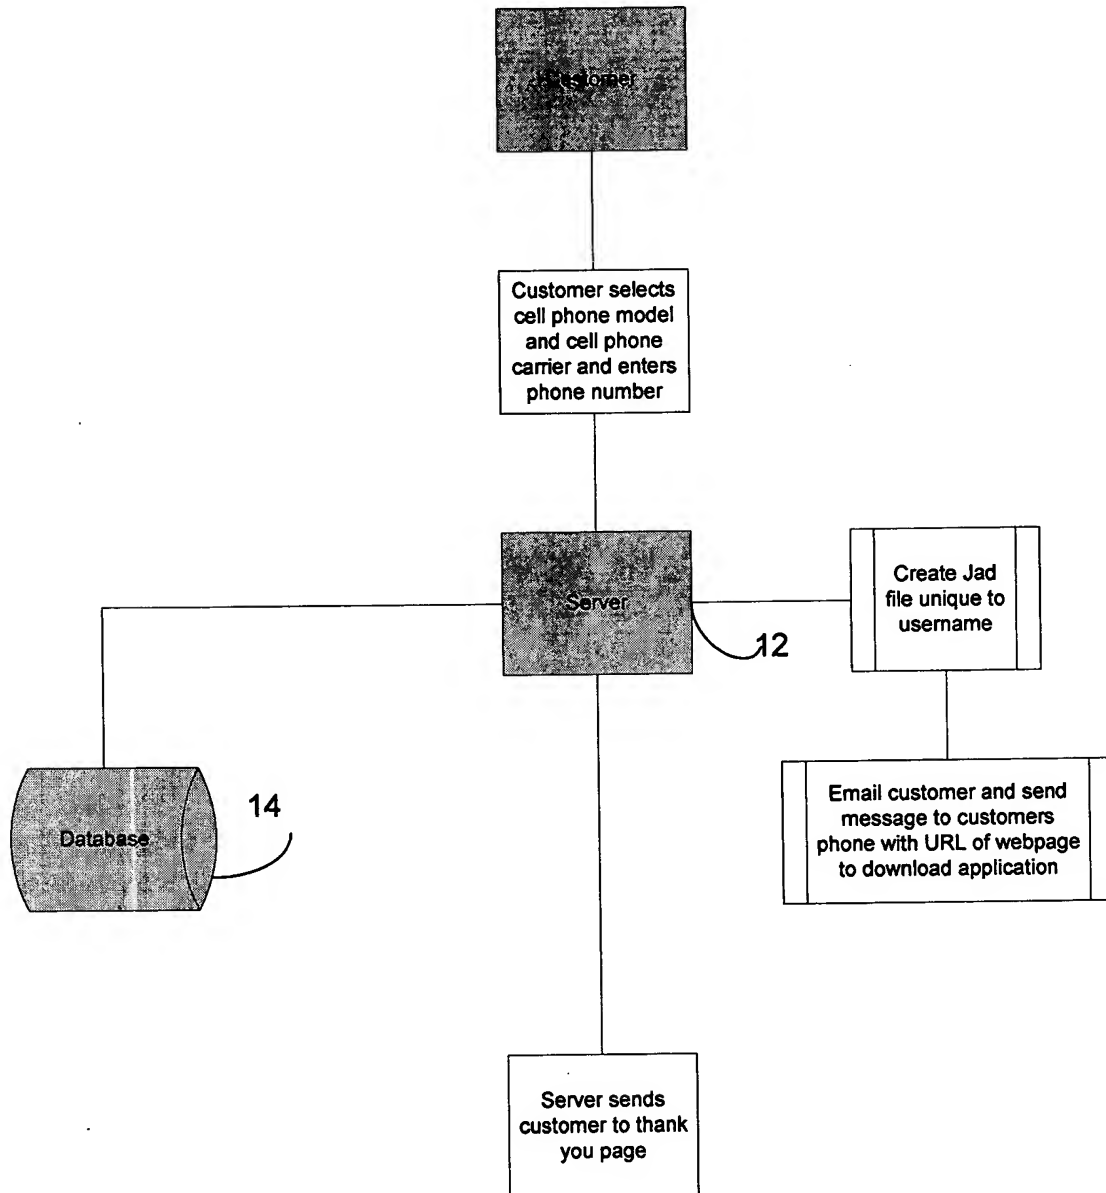 Customer
Customer selects
cell phone model
and cell phone
carrier and enters
phone number
Server
12
Create Jad
file unique to
username
Database
14
Email customer and send
message to customers
phone with URL of webpage
to download application
Server sends
customer to thank
you page